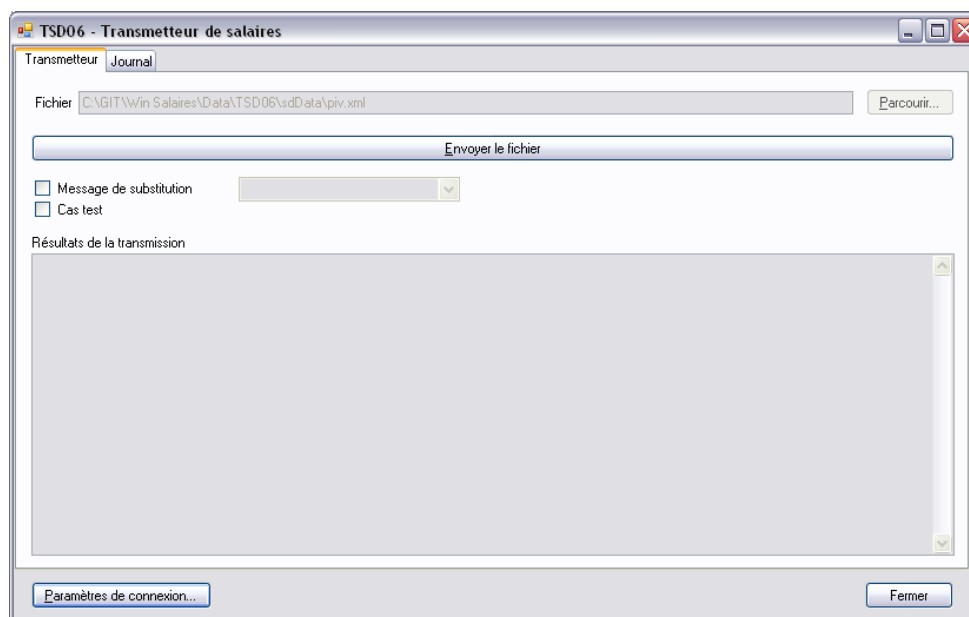 TSD06 - Transmetteur de salaires
Transmetteur Journal
Fichier C:\GIT\Win Salaires\Data\TSD06\sdData\piv.xml Parcourir...
Envoyer le fichier
Message de substitution
Cas test
Résultats de la transmission
Paramètres de connexion... Fermer